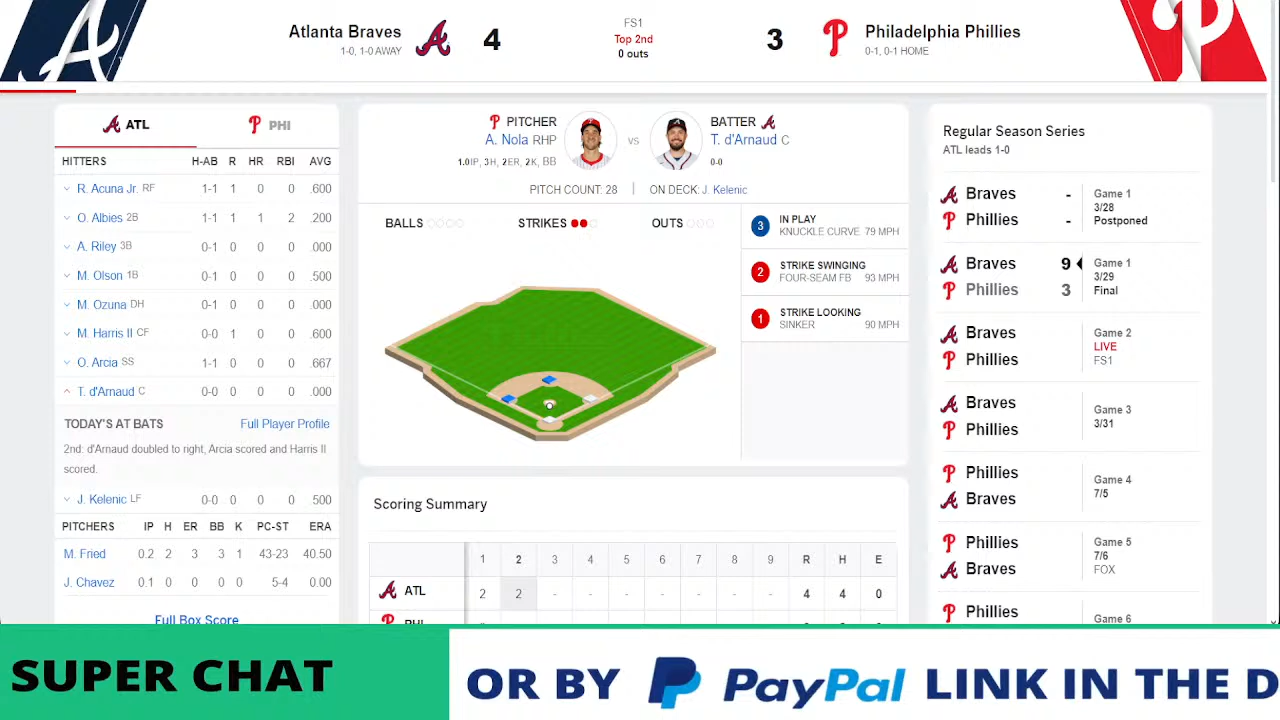 Atlanta Braves
1-0, 1-0 AWAY
4
FS1
Top 2nd
0 outs
3
Philadelphia Phillies
0-1, 0-1 HOME
ATL
PHI
HITTERS H-AB R HR RBI AVG
R. Acuna Jr. RF 1-1 1 0 0 .600
O. Albies 2B 1-1 1 1 2 .200
A. Riley 3B 0-1 0 0 0 .000
M. Olson 1B 0-1 0 0 0 .500
M. Ozuna DH 0-1 0 0 0 .000
M. Harris II CF 0-0 1 0 0 .600
O. Arcia SS 1-1 0 0 0 .667
T. d'Arnaud C 0-0 0 0 0 .000
TODAY'S AT BATS Full Player Profile
2nd: d'Arnaud doubled to right, Arcia scored and Harris II
scored.
J. Kelenic LF 0-0 0 0 0 500
PITCHERS IP H ER BB K PC-ST ERA
M. Fried 0.2 2 3 3 1 43-23 40.50
J. Chavez 0.1 0 0 0 0 5-4 0.00
Full Box Score
PITCHER
A. Nola RHP
1.0IP, 3H, 2ER, 2K, BB
VS
BATTER
T. d'Arnaud C
0-0
PITCH COUNT: 28 ON DECK: J. Kelenic
BALLS STRIKES OUTS
3 IN PLAY
KNUCKLE CURVE 79 MPH
2 STRIKE SWINGING
FOUR-SEAM FB 93 MPH
1 STRIKE LOOKING
SINKER 90 MPH
Scoring Summary
1 2 3 4 5 6 7 8 9 R H E
ATL 2 2 - - - - - - - 4 4 0
PHI
Regular Season Series
ATL leads 1-0
Braves - Game 1
3/28
Phillies - Postponed
Braves 9 Game 1
3/29
Phillies 3 Final
Braves Game 2
LIVE
Phillies FS1
Braves Game 3
3/31
Phillies
Phillies Game 4
7/5
Braves
Phillies Game 5
7/6
Braves FOX
Phillies Game 6
SUPER CHAT
OR BY PayPal LINK IN THE D